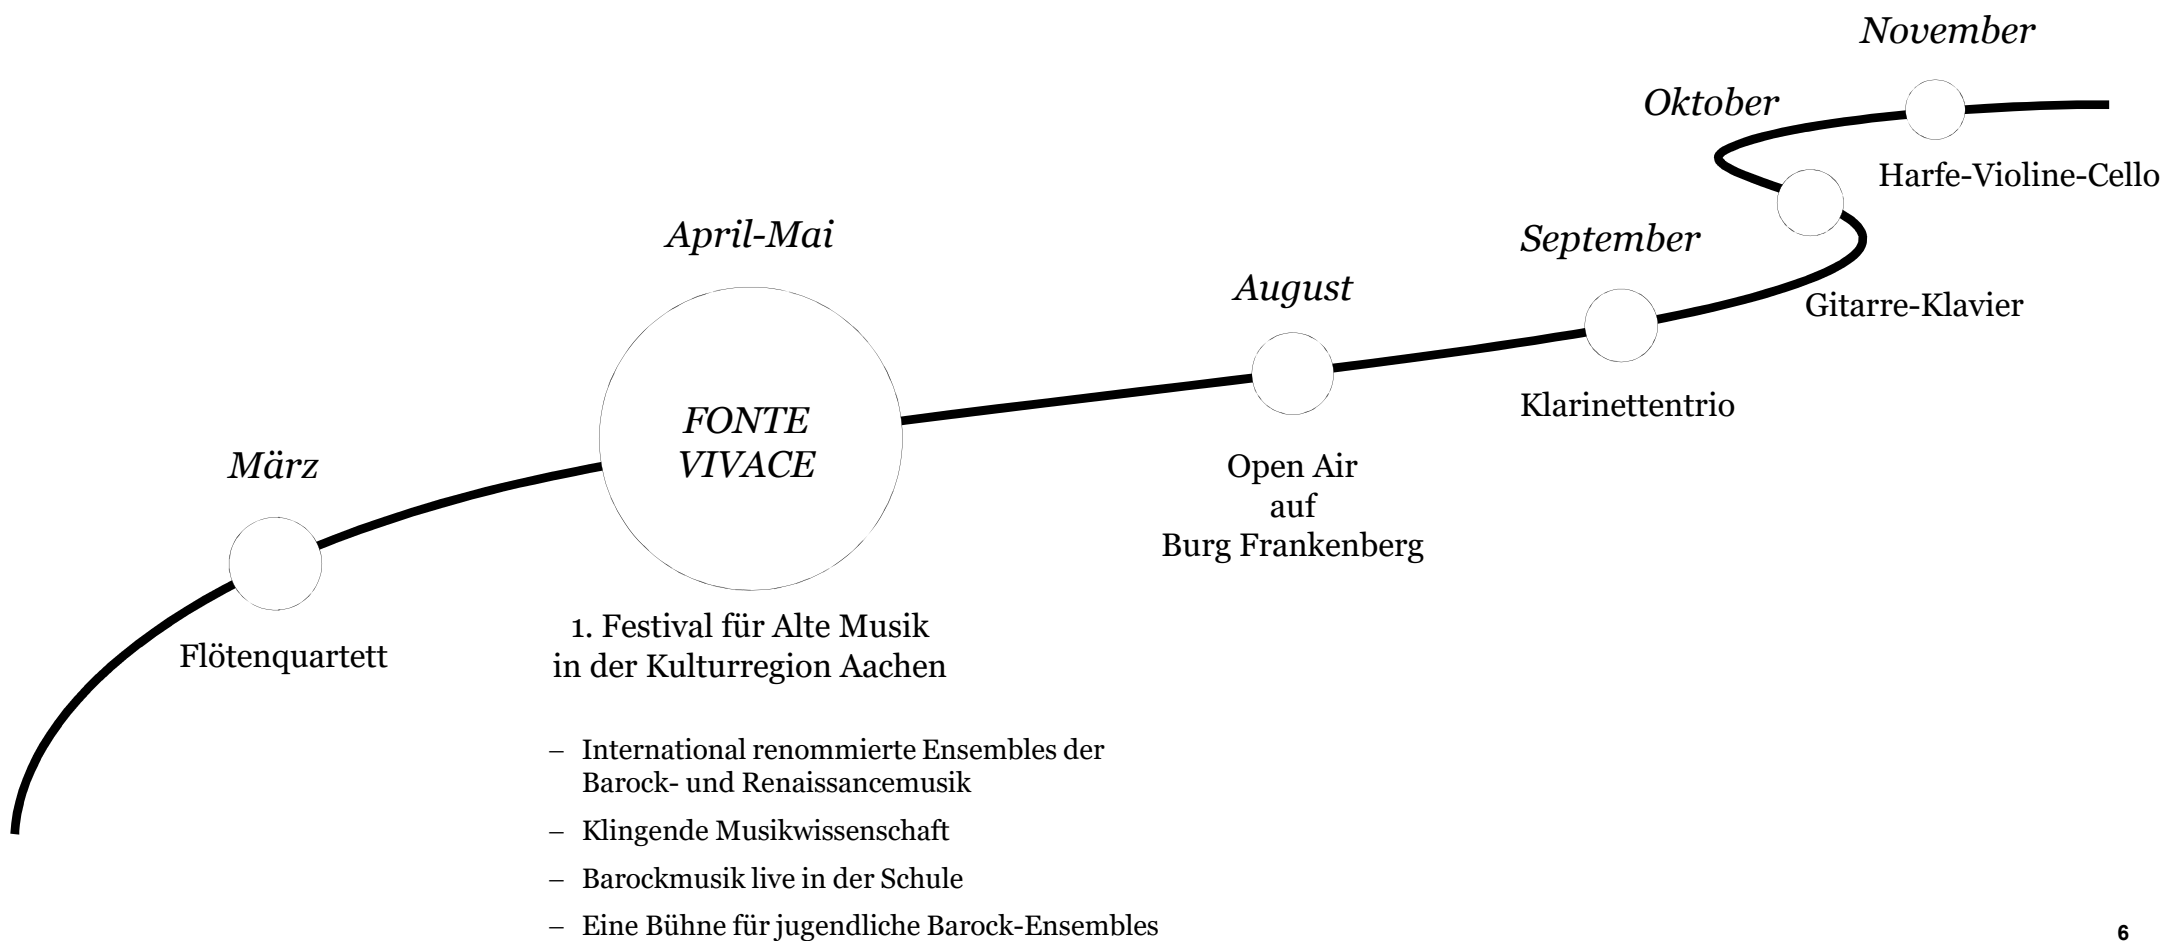 März
Flötenquartett
April-Mai
FONTE
VIVACE
1. Festival für Alte Musik
in der Kulturregion Aachen
– International renommierte Ensembles der
Barock- und Renaissancemusik
– Klingende Musikwissenschaft
– Barockmusik live in der Schule
– Eine Bühne für jugendliche Barock-Ensembles
August
Open Air
auf
Burg Frankenberg
September
Klarinettentrio
Oktober
Gitarre-Klavier
November
Harfe-Violine-Cello
6